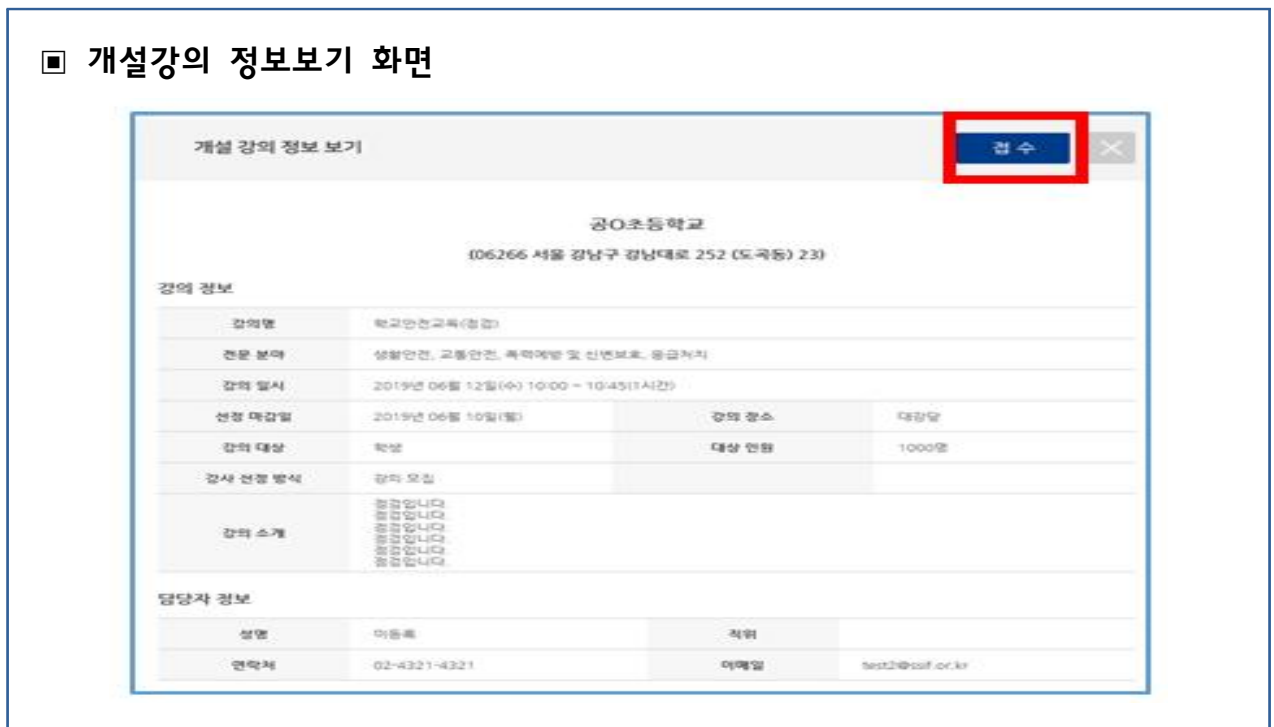 ▣ 개설강의 정보보기 화면
개설 강의 정보 보기
접 수
공O초등학교
(06266 서울 강남구 강남대로 252 (도곡동) 23)
강의 정보
강의명 학교안전교육(점검)
전문 분야 생활안전, 교통안전, 폭력예방 및 신변보호, 응급처치
강의 일시 2019년 06월 12일(수) 10:00 ~ 10:45(1시간)
선정 마감일 2019년 06월 10일(월) 강의 장소 대강당
강의 대상 학생 대상 인원 1000명
강사 선정 방식 강의 모집
강의 소개
점검입니다.
점검입니다.
점검입니다.
점검입니다.
점검입니다.
점검입니다.
담당자 정보
성명 미등록 직위
연락처 02-4321-4321 이메일 test2@ssif.or.kr